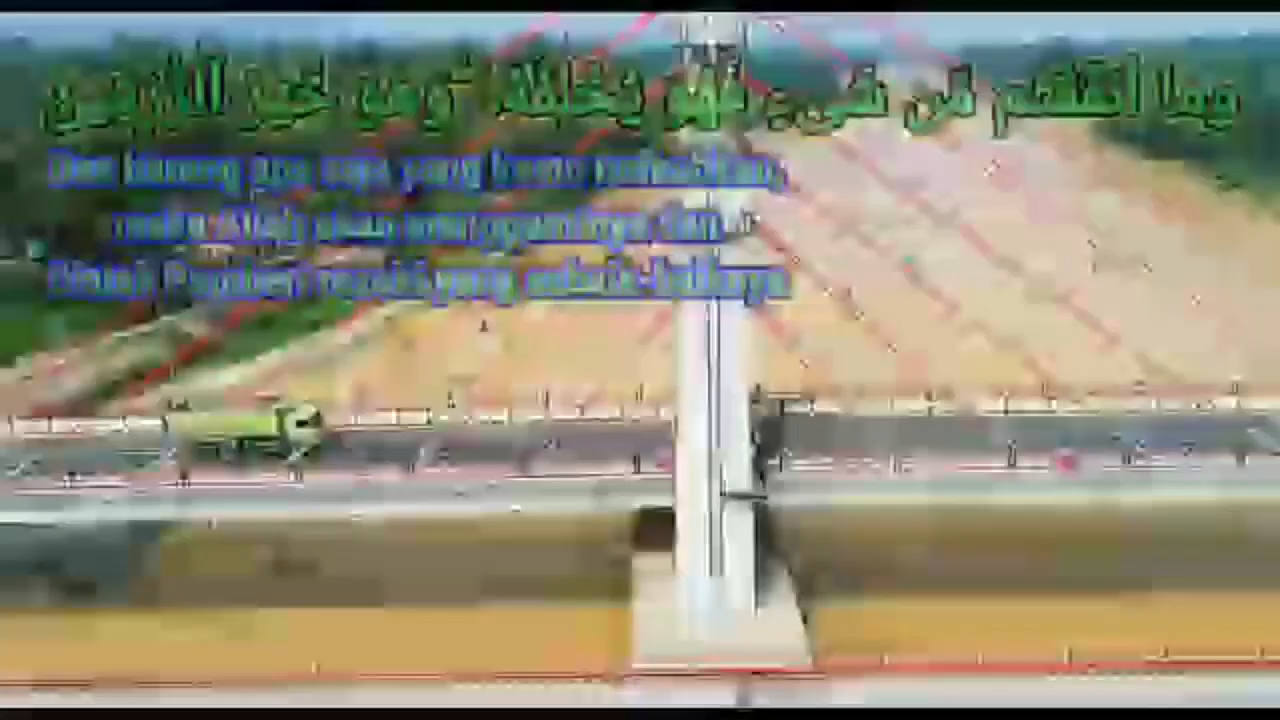 وما أنفقتم من شيء فهو يخلفه وهو خير الرازقين
Dan barang apa saja yang kamu nafkahkan,
maka Allah akan menggantinya dan
Dialah Pemberi rezeki yang sebaik-baiknya